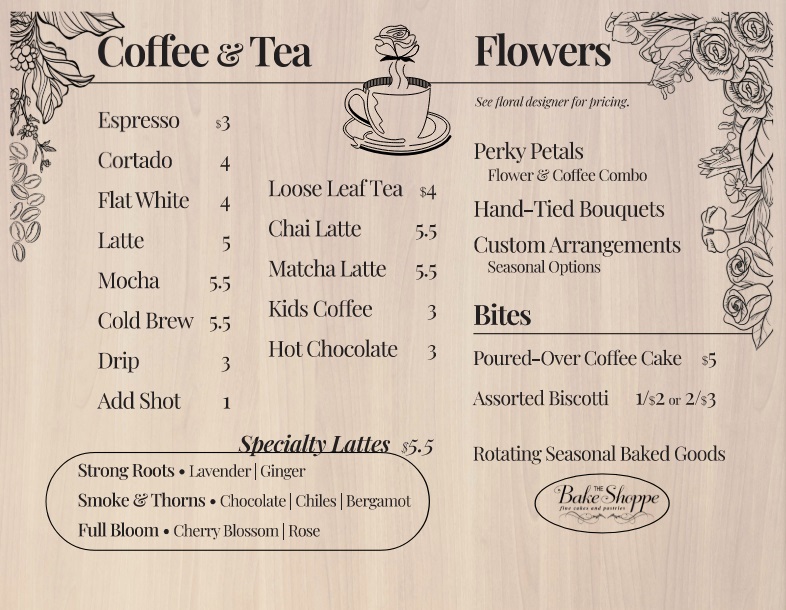 Coffee & Tea
Espresso $3
Cortado 4
Flat White 4
Latte 5
Mocha 5.5
Cold Brew 5.5
Drip 3
Add Shot 1
Loose Leaf Tea $4
Chai Latte 5.5
Matcha Latte 5.5
Kids Coffee 3
Hot Chocolate 3
Specialty Lattes $5.5
Strong Roots • Lavender | Ginger
Smoke & Thorns • Chocolate | Chiles | Bergamot
Full Bloom • Cherry Blossom | Rose
Flowers
See floral designer for pricing.
Perky Petals
Flower & Coffee Combo
Hand-Tied Bouquets
Custom Arrangements
Seasonal Options
Bites
Poured-Over Coffee Cake $5
Assorted Biscotti 1/$2 or 2/$3
Rotating Seasonal Baked Goods
THE
Bake Shoppe
fine cakes and pastries